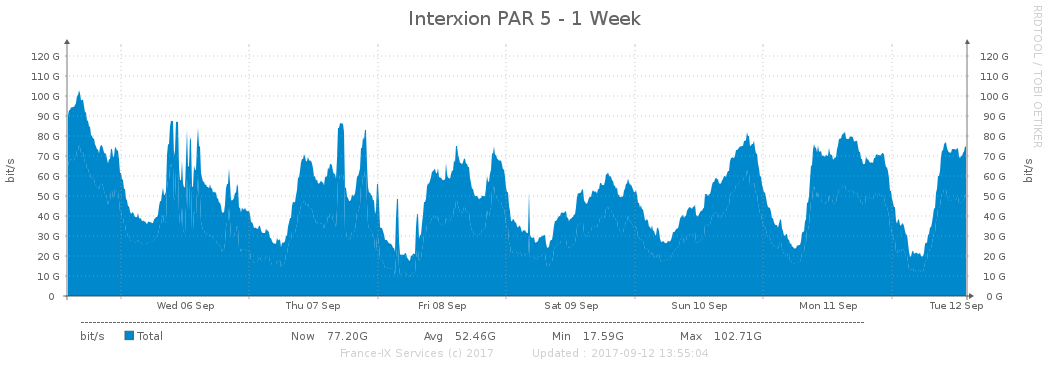 Interxion PAR 5 - 1 Week
RRDTOOL / TOBI OETIKER
bit/s
120 G 120 G
110 G 110 G
100 G 100 G
90 G 90 G
80 G 80 G
70 G 70 G
60 G 60 G
50 G 50 G
40 G 40 G
30 G 30 G
20 G 20 G
10 G 10 G
0 0 G
bit/s
Wed 06 Sep Thu 07 Sep Fri 08 Sep Sat 09 Sep Sun 10 Sep Mon 11 Sep Tue 12 Sep
bit/s Total Now 77.20G Avg 52.46G Min 17.59G Max 102.71G
France-IX Services (c) 2017 Updated : 2017-09-12 13:55:04